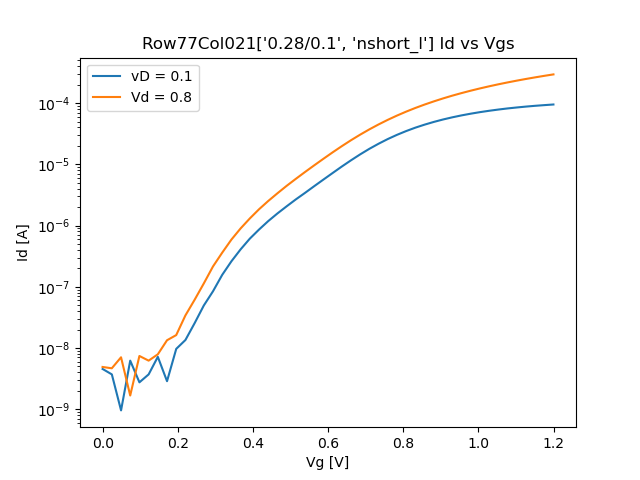 Row77Col021['0.28/0.1', 'nshort_l'] Id vs Vgs
vD = 0.1
Vd = 0.8
Id [A]
10⁻⁴
10⁻⁵
10⁻⁶
10⁻⁷
10⁻⁸
10⁻⁹
0.0 0.2 0.4 0.6 0.8 1.0 1.2
Vg [V]